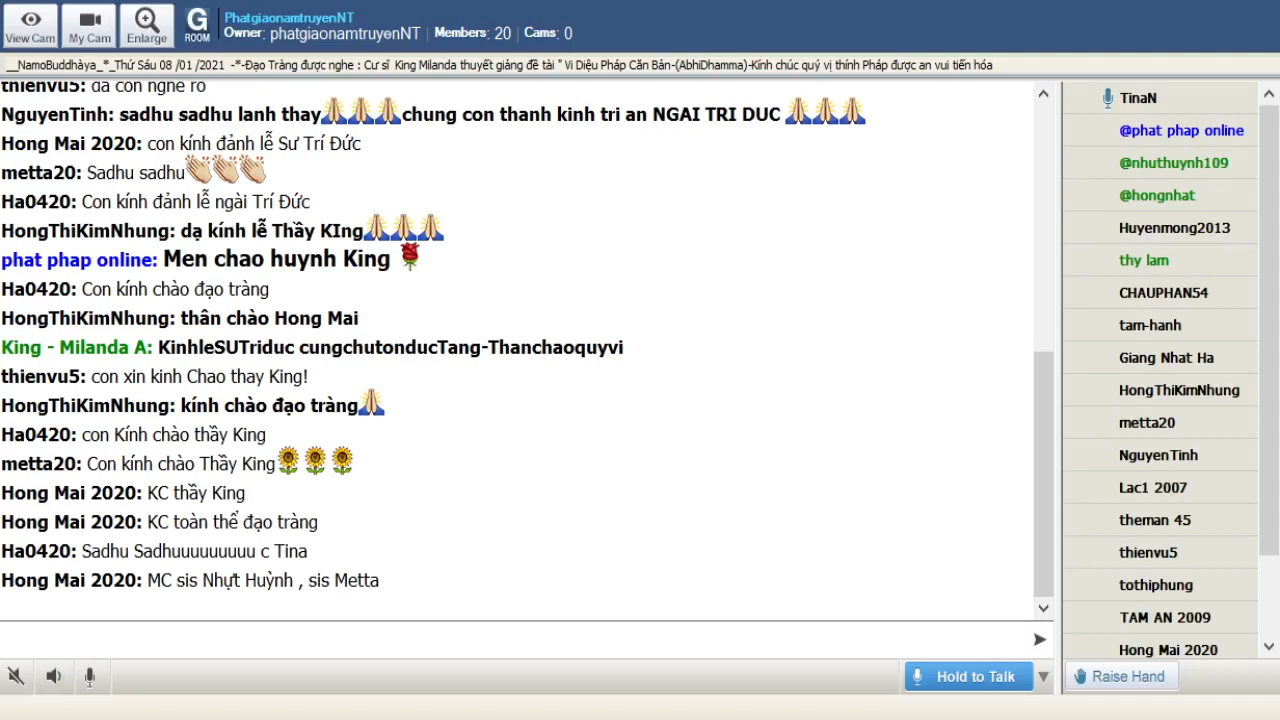 View Cam
My Cam
Enlarge
G
ROOM
PhatgiaonamtruyenNT
Owner: phatgiaonamtruyenNT | Members: 20 | Cams: 0
__NamoBuddhàya_*_Thứ Sáu 08 /01 /2021 -*-Đạo Tràng được nghe : Cư sĩ King Milanda thuyết giảng đề tài " Vi Diệu Pháp Căn Bản-(AbhiDhamma)-Kính chúc quý vị thính Pháp được an vui tiến hóa
thienvu5: da con nghe ro
NguyenTinh: sadhu sadhu lanh thay🙏🙏🙏chung con thanh kinh tri an NGAI TRI DUC 🙏🙏🙏
Hong Mai 2020: con kính đảnh lễ Sư Trí Đức
metta20: Sadhu sadhu👏👏👏
Ha0420: Con kính đảnh lễ ngài Trí Đức
HongThiKimNhung: dạ kính lễ Thầy KIng🙏🙏🙏
phat phap online: Men chao huynh King 🌹
Ha0420: Con kính chào đạo tràng
HongThiKimNhung: thân chào Hong Mai
King - Milanda A: KinhleSUTriduc cungchutonducTang-Thanchaoquyvi
thienvu5: con xin kinh Chao thay King!
HongThiKimNhung: kính chào đạo tràng🙏
Ha0420: con Kính chào thầy King
metta20: Con kính chào Thầy King🌻🌻🌻
Hong Mai 2020: KC thầy King
Hong Mai 2020: KC toàn thể đạo tràng
Ha0420: Sadhu Sadhuuuuuuuuu c Tina
Hong Mai 2020: MC sis Nhựt Huỳnh , sis Metta
Hold to Talk
TinaN
@phat phap online
@nhuthuynh109
@hongnhat
Huyenmong2013
thy lam
CHAUPHAN54
tam-hanh
Giang Nhat Ha
HongThiKimNhung
metta20
NguyenTinh
Lac1 2007
theman 45
thienvu5
tothiphung
TAM AN 2009
Hong Mai 2020
Raise Hand